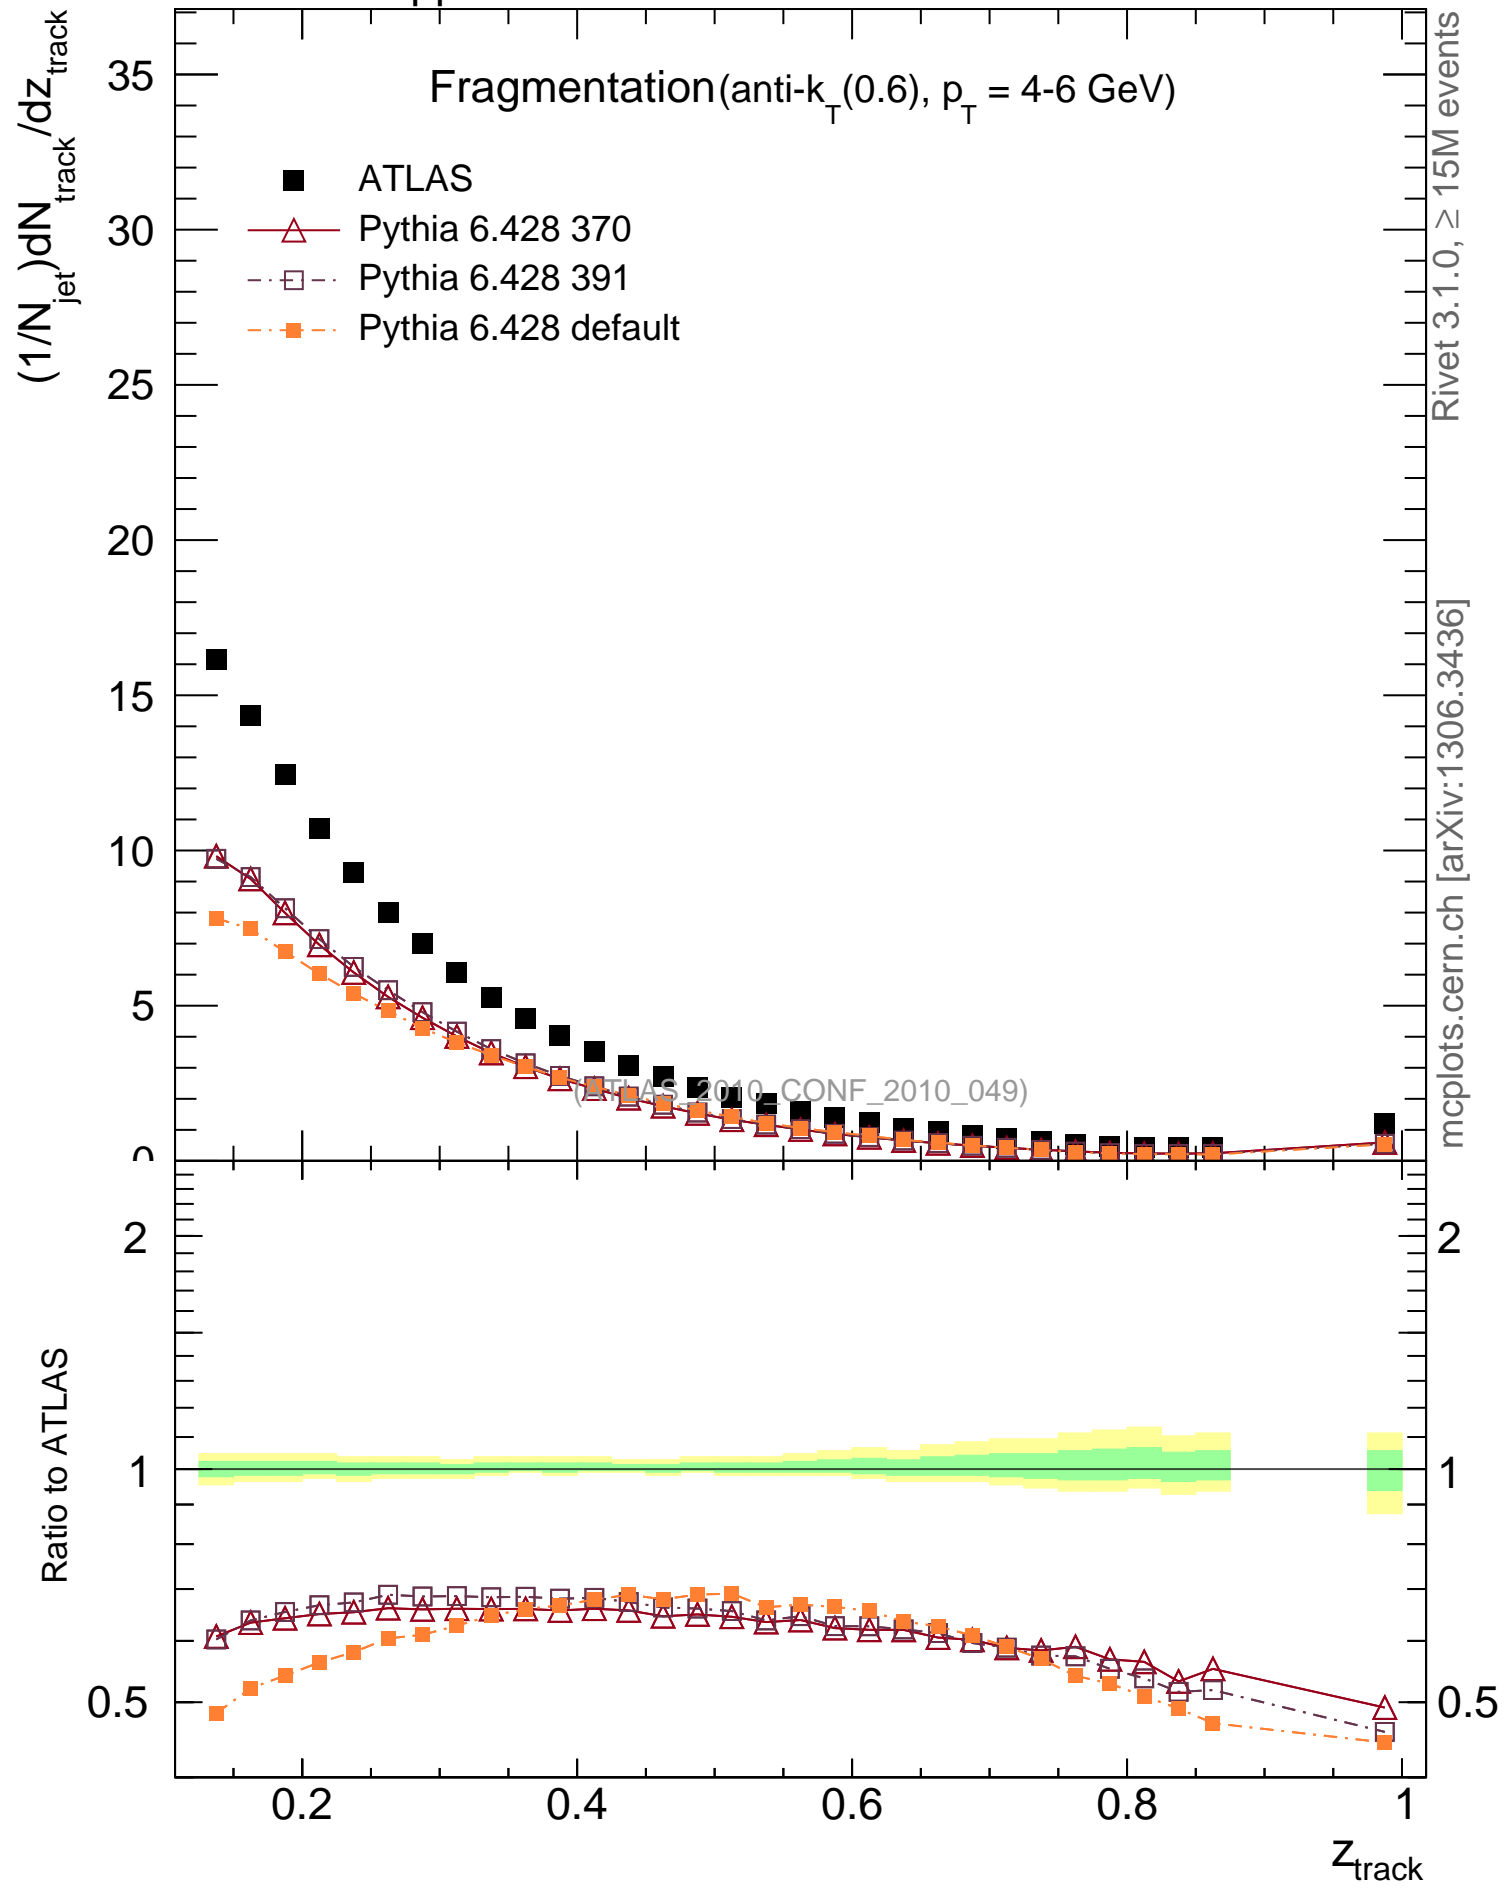 pp
Fragmentation (anti-k_T(0.6), p_T = 4-6 GeV)
(1/N_jet)dN_track/dz_track
ATLAS
Pythia 6.428 370
Pythia 6.428 391
Pythia 6.428 default
35
30
25
20
15
10
5
0
(ATLAS_2010_CONF_2010_049)
Rivet 3.1.0, ≥ 15M events
mcplots.cern.ch [arXiv:1306.3436]
Ratio to ATLAS
2
1
0.5
2
1
0.5
0.2
0.4
0.6
0.8
1
z_track